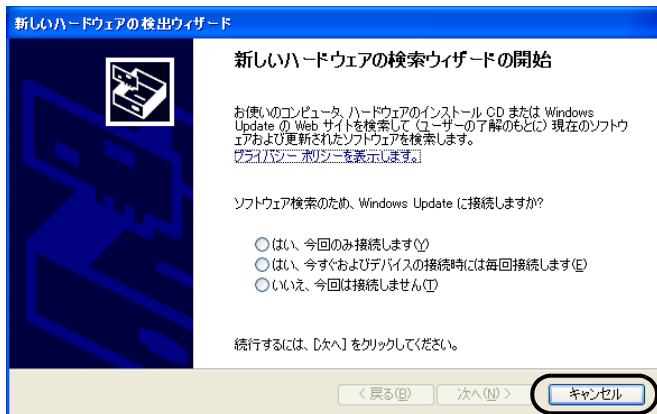 新しいハードウェアの検出ウィザード
新しいハードウェアの検索ウィザードの開始
お使いのコンピュータ、ハードウェアのインストール CD または Windows
Update の Web サイトを検索して (ユーザーの了解のもとに) 現在のソフトウ
ェアおよび更新されたソフトウェアを検索します。
プライバシー ポリシーを表示します。
ソフトウェア検索のため、Windows Update に接続しますか?
はい、今回のみ接続します(Y)
はい、今すぐおよびデバイスの接続時には毎回接続します(E)
いいえ、今回は接続しません(T)
続行するには、[次へ] をクリックしてください。
< 戻る(B)
次へ(N) >
キャンセル